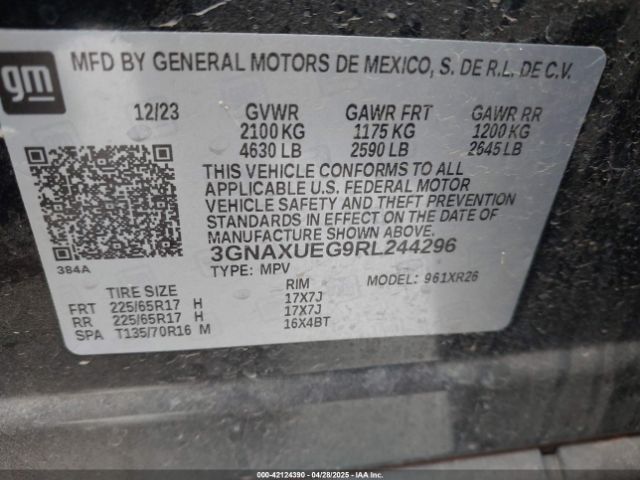 gm
MFD BY GENERAL MOTORS DE MEXICO, S. DE R.L. DE C.V.
12/23 GVWR GAWR FRT GAWR RR
2100 KG 1175 KG 1200 KG
4630 LB 2590 LB 2645 LB
THIS VEHICLE CONFORMS TO ALL
APPLICABLE U.S. FEDERAL MOTOR
VEHICLE SAFETY AND THEFT PREVENTION
STANDARDS IN EFFECT ON THE DATE OF
MANUFACTURE SHOWN ABOVE.
3GNAXUEG9RL244296
384A
TYPE: MPV MODEL: 961XR26
TIRE SIZE RIM
FRT 225/65R17 H 17X7J
RR 225/65R17 H 17X7J
SPA T135/70R16 M 16X4BT
000-42124390 - 04/28/2025 - IAAI.COM